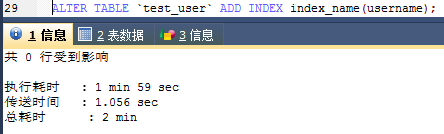 29 ALTER TABLE `test_user` ADD INDEX index_name(username);
1 信息 2 表数据 3 信息
共 0 行受到影响
执行耗时 : 1 min 59 sec
传送时间 : 1.056 sec
总耗时 : 2 min